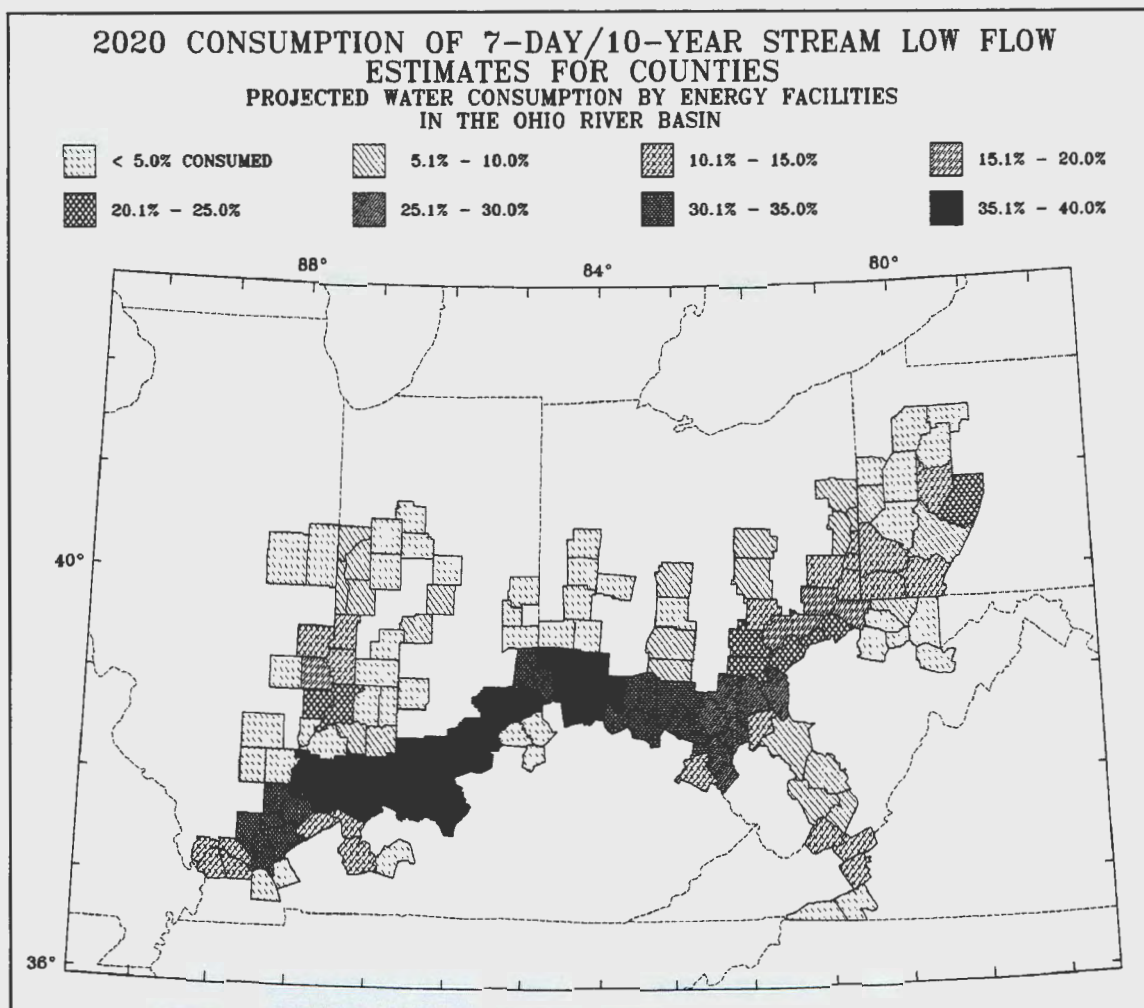 2020 CONSUMPTION OF 7-DAY/10-YEAR STREAM LOW FLOW
ESTIMATES FOR COUNTIES
PROJECTED WATER CONSUMPTION BY ENERGY FACILITIES
IN THE OHIO RIVER BASIN
< 5.0% CONSUMED 5.1% - 10.0% 10.1% - 15.0% 15.1% - 20.0%
20.1% - 25.0% 25.1% - 30.0% 30.1% - 35.0% 35.1% - 40.0%
88° 84° 80°
40°
36°